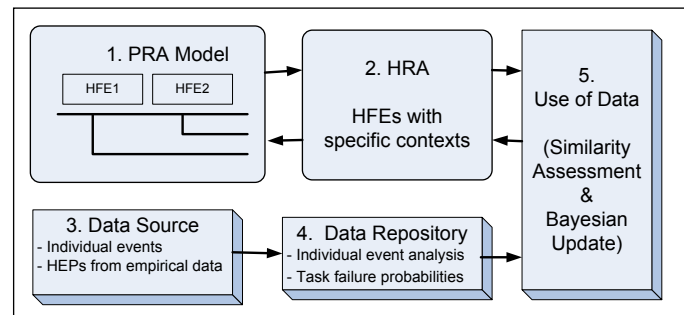 1. PRA Model
HFE1
HFE2
2. HRA
HFEs with
specific contexts
5.
Use of Data
(Similarity
Assessment
&
Bayesian
Update)
3. Data Source
- Individual events
- HEPs from empirical data
4. Data Repository
- Individual event analysis
- Task failure probabilities